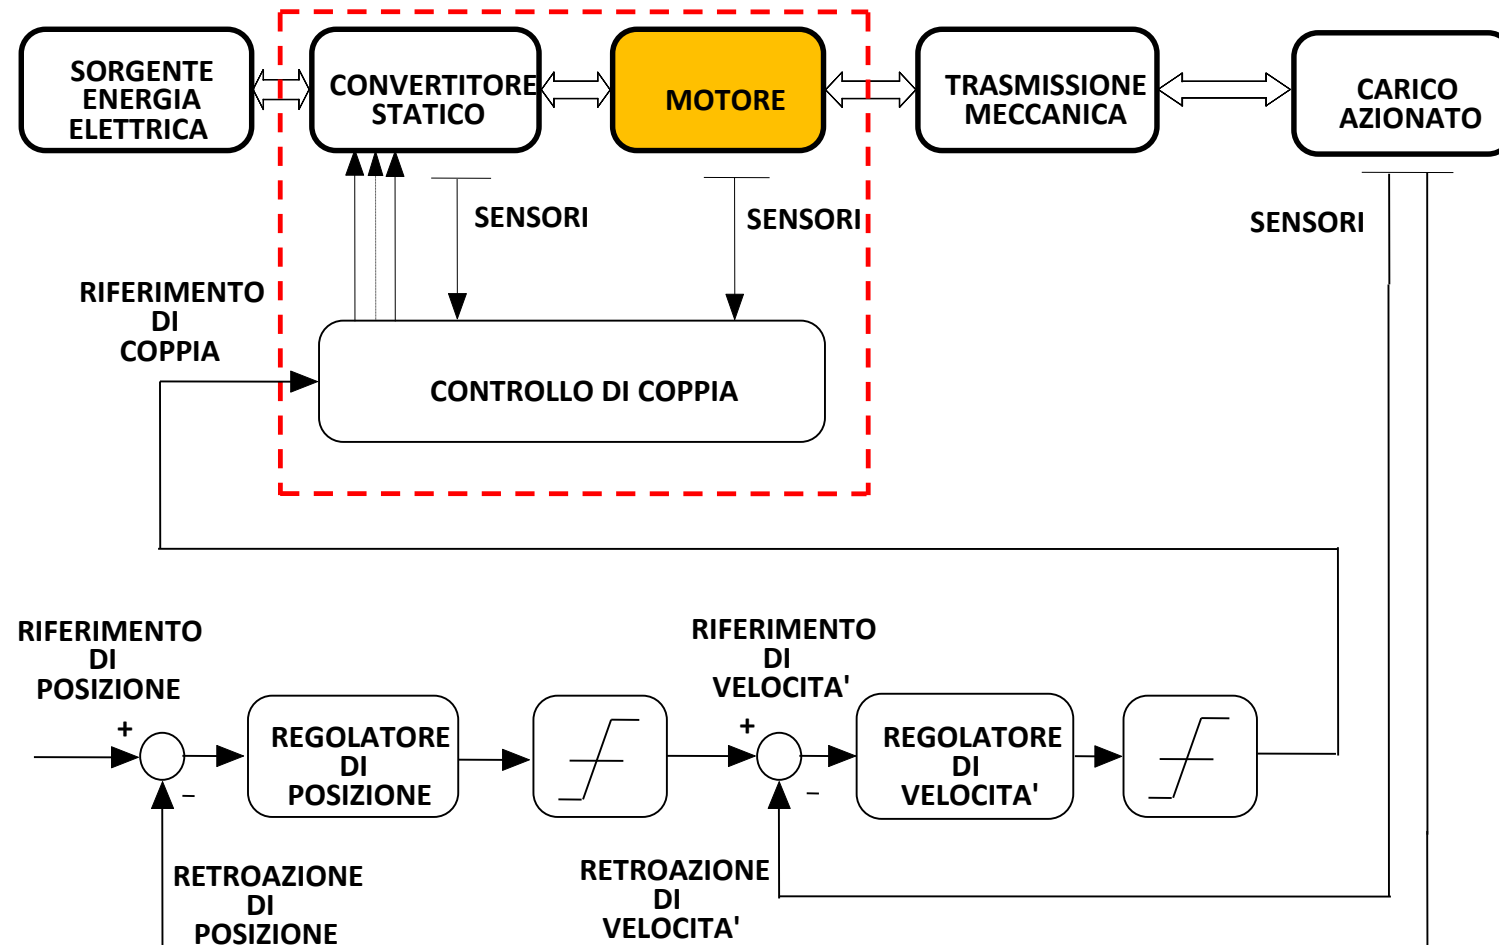 SORGENTE
ENERGIA
ELETTRICA
CONVERTITORE
STATICO
MOTORE
TRASMISSIONE
MECCANICA
CARICO
AZIONATO
SENSORI
SENSORI
SENSORI
RIFERIMENTO
DI
COPPIA
CONTROLLO DI COPPIA
RIFERIMENTO
DI
POSIZIONE
+
−
REGOLATORE
DI
POSIZIONE
RIFERIMENTO
DI
VELOCITA'
+
−
REGOLATORE
DI
VELOCITA'
RETROAZIONE
DI
POSIZIONE
RETROAZIONE
DI
VELOCITA'